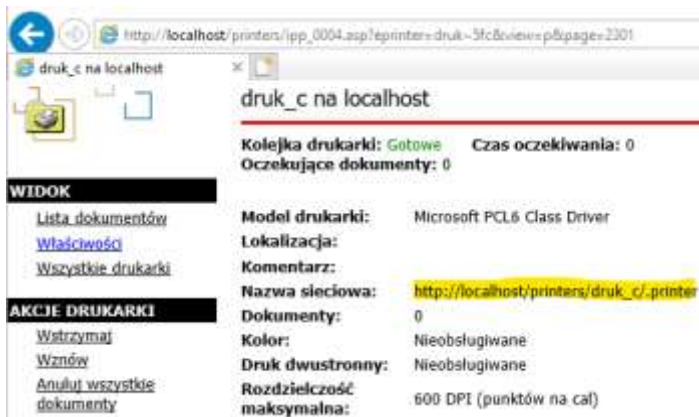 http://localhost/printers/ipp_0004.asp?eprinter=druk~5fc&view=p&page=2301
druk_c na localhost
druk_c na localhost
Kolejka drukarki: Gotowe Czas oczekiwania: 0
Oczekujące dokumenty: 0
WIDOK
Lista dokumentów
Właściwości
Wszystkie drukarki
AKCJE DRUKARKI
Wstrzymaj
Wznów
Anuluj wszystkie
dokumenty
Model drukarki: Microsoft PCL6 Class Driver
Lokalizacja:
Komentarz:
Nazwa sieciowa: http://localhost/printers/druk_c/.printer
Dokumenty: 0
Kolor: Nieobsługiwane
Druk dwustronny: Nieobsługiwane
Rozdzielczość
maksymalna: 600 DPI (punktów na cal)